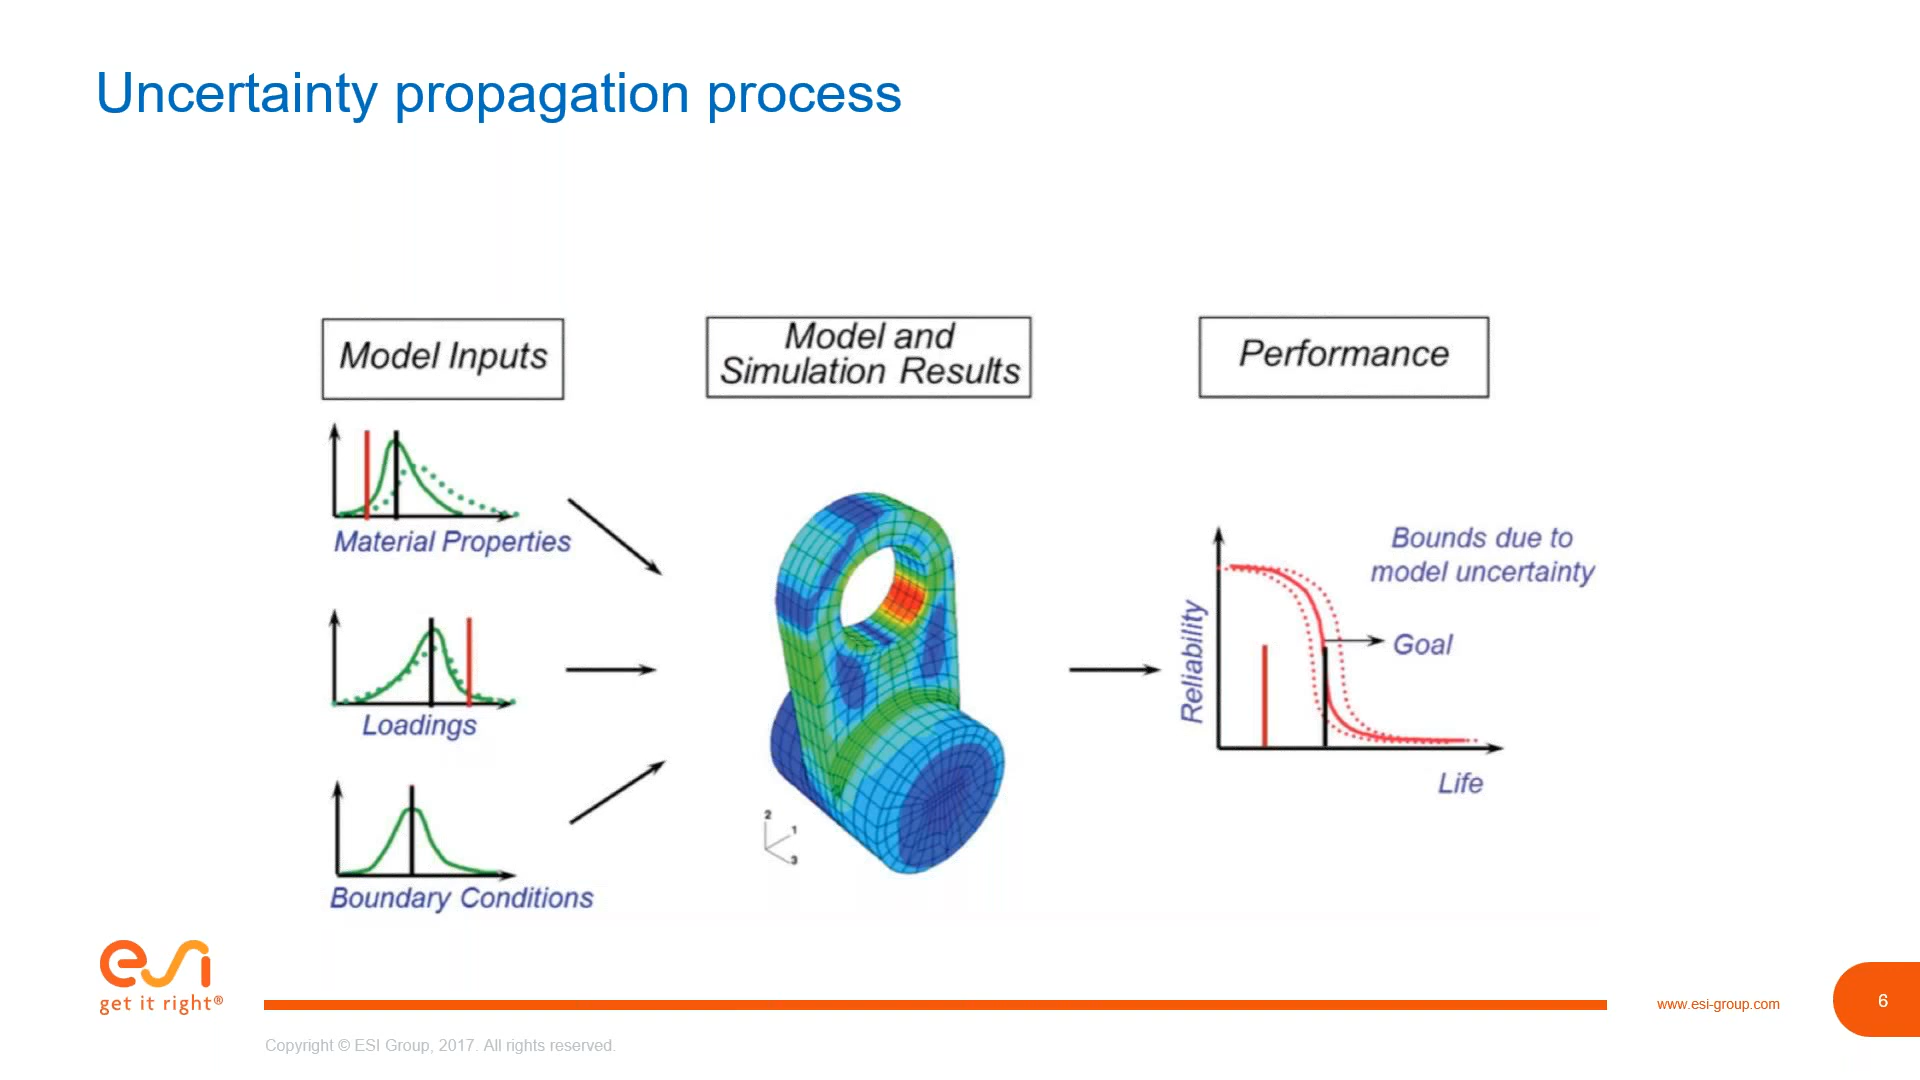 Uncertainty propagation process
Model Inputs
Model and
Simulation Results
Performance
Material Properties
Loadings
Boundary Conditions
2
1
3
Bounds due to
model uncertainty
Goal
Reliability
Life
esi
get it right®
www.esi-group.com
6
Copyright © ESI Group, 2017. All rights reserved.